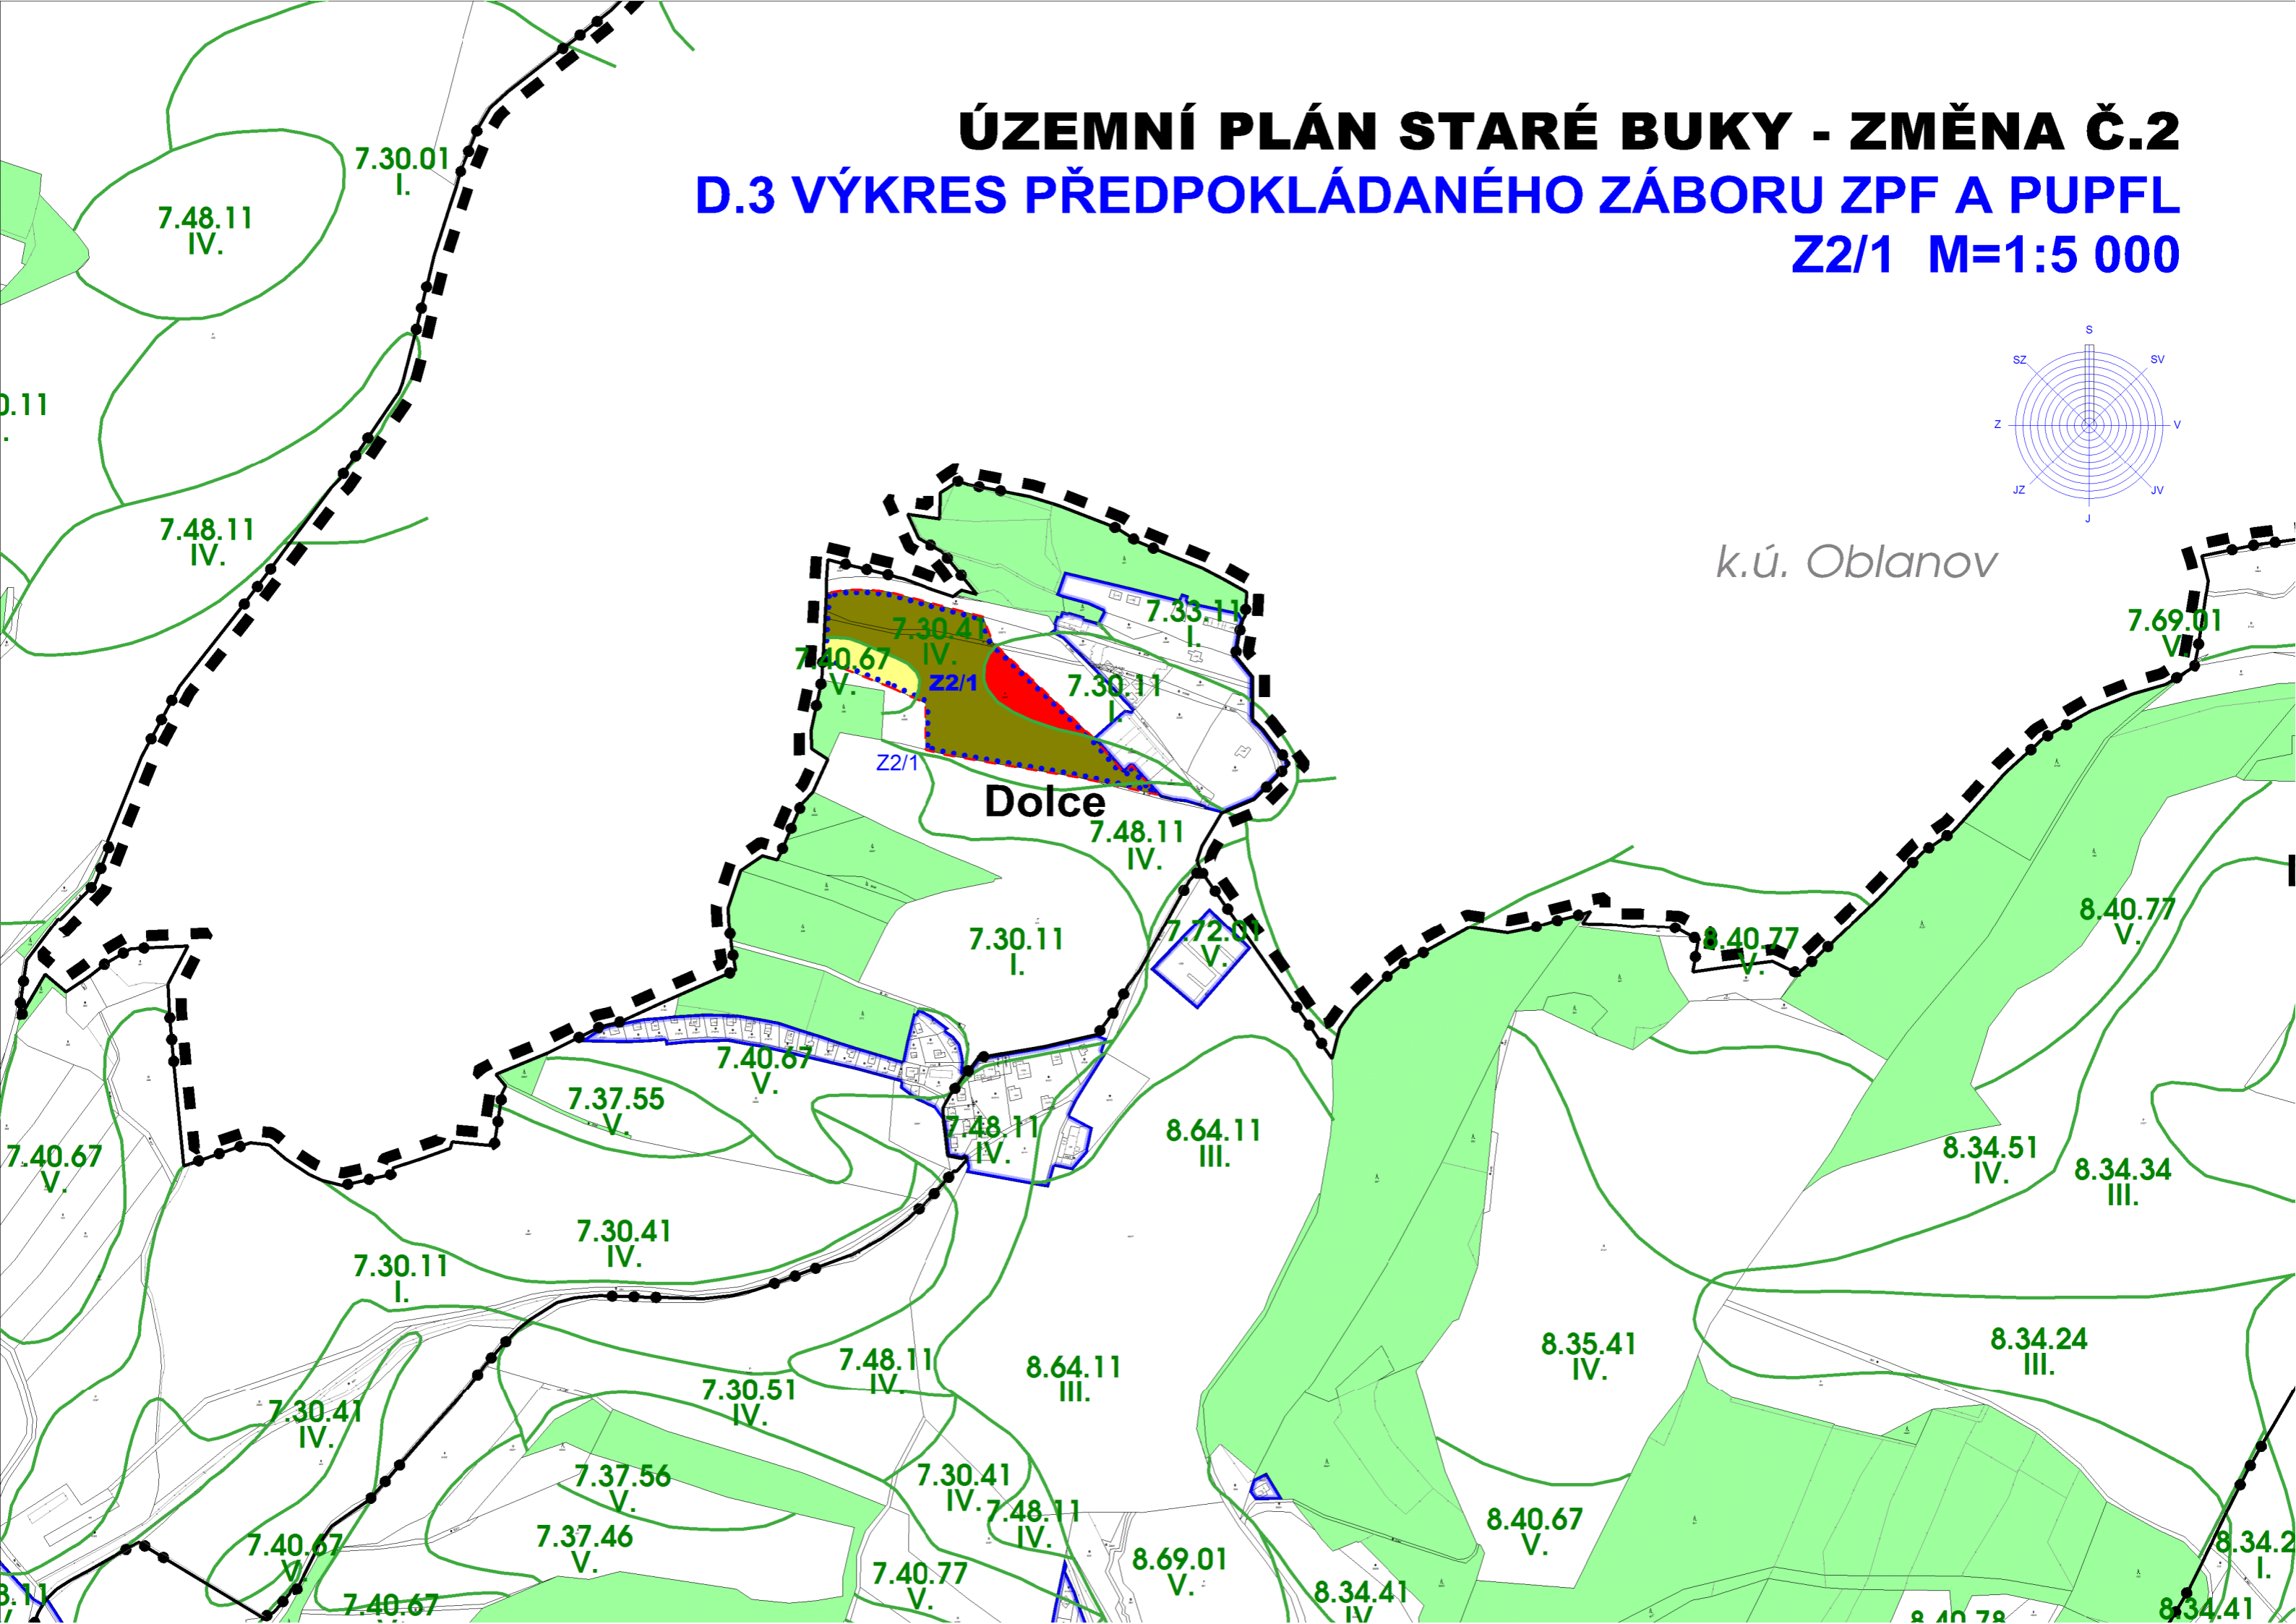 ÚZEMNÍ PLÁN STARÉ BUKY - ZMĚNA Č.2
D.3 VÝKRES PŘEDPOKLÁDANÉHO ZÁBORU ZPF A PUPFL
Z2/1 M=1:5 000
7.30.01
I.
7.48.11
IV.
S
SZ
SV
Z
V
JZ
JV
J
7.48.11
IV.
k.ú. Oblanov
7.33.11
I.
7.69.01
V.
7.30.41
IV.
7.40.67
V.
Z2/1
7.30.11
I.
Z2/1
Dolce
7.48.11
IV.
7.30.11
I.
7.72.01
V.
8.40.77
V.
8.40.77
V.
7.40.67
V.
7.37.55
V.
7.48.11
IV.
8.64.11
III.
7.40.67
V.
8.34.51
IV.
8.34.34
III.
7.30.41
IV.
7.30.11
I.
8.35.41
IV.
8.34.24
III.
7.48.11
IV.
8.64.11
III.
7.30.51
IV.
7.30.41
IV.
7.37.56
V.
7.30.41
IV.
7.48.11
IV.
8.40.67
V.
7.40.67
V.
7.37.46
V.
7.40.77
V.
8.69.01
V.
8.34.2
I.
7.40.67
8.34.41
IV
8.34.41
8.40.78